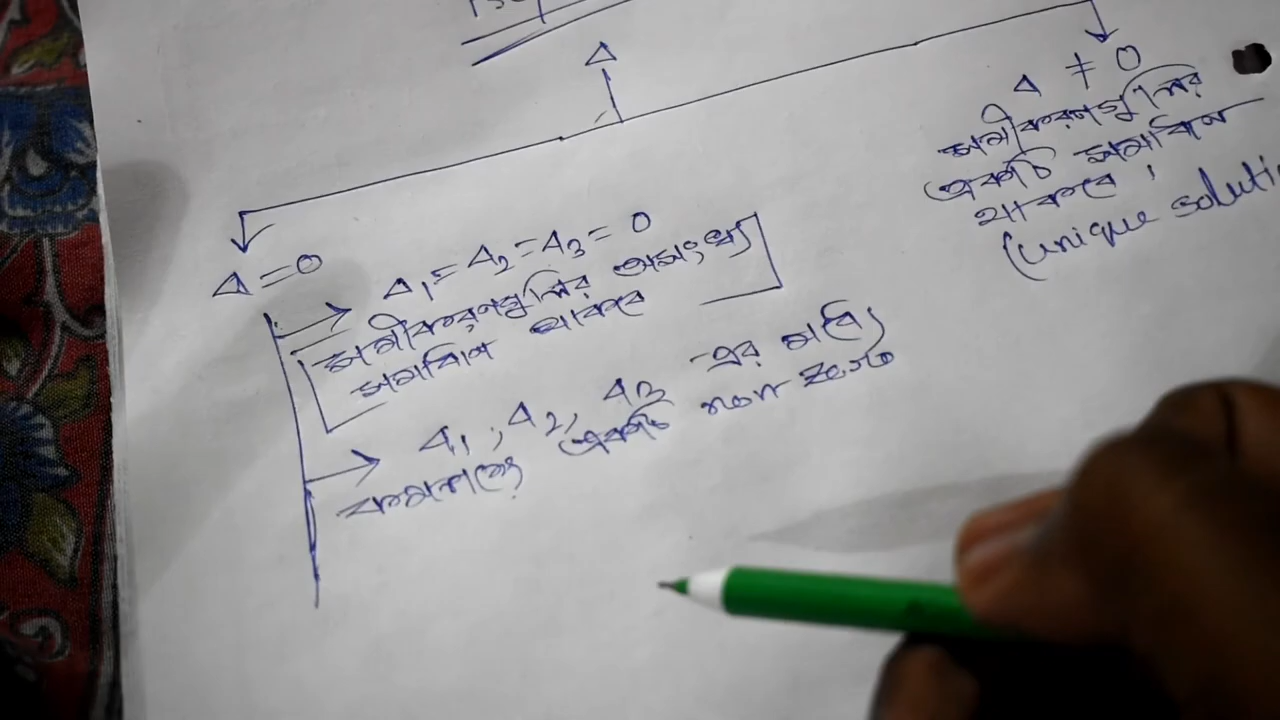 Δ
Δ ≠ 0
সমীকরণগুলির
একটি সমাধান
থাকবে।
(unique soluti
Δ = 0
Δ₁ = Δ₂ = Δ₃ = 0
সমীকরণগুলির অসংখ্য
সমাধান থাকবে
Δ₁, Δ₂, Δ₃ -এর মধ্যে
কমপক্ষে একটি non zero